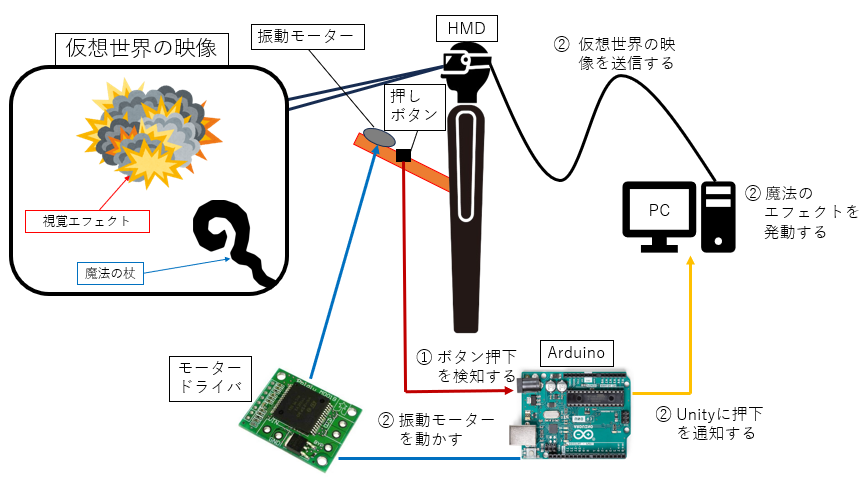 仮想世界の映像
振動モーター
HMD
② 仮想世界の映
像を送信する
押し
ボタン
視覚エフェクト
魔法の杖
PC
② 魔法の
エフェクトを
発動する
① ボタン押下
を検知する
Arduino
モーター
ドライバ
② 振動モーター
を動かす
② Unityに押下
を通知する